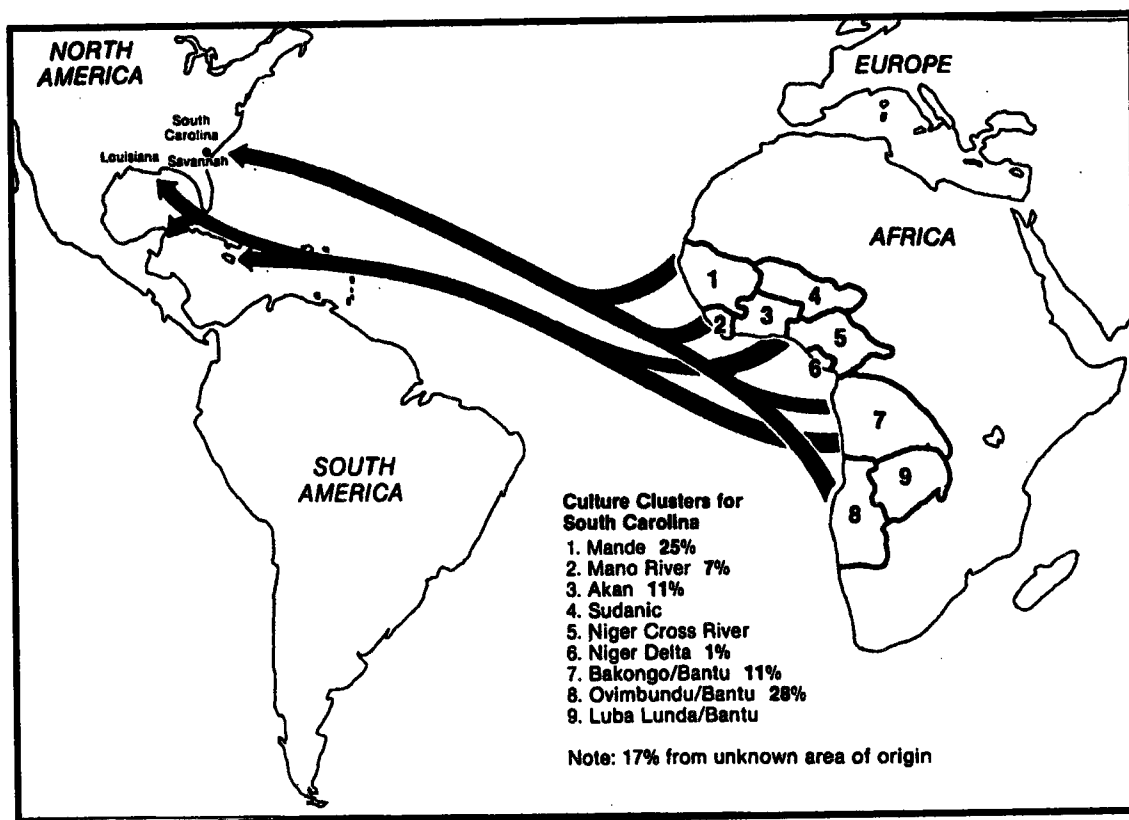 NORTH
AMERICA
EUROPE
South
Carolina
Louisiana
Savannah
AFRICA
1
4
2
3
5
6
7
9
8
SOUTH
AMERICA
Culture Clusters for
South Carolina
1. Mande 25%
2. Mano River 7%
3. Akan 11%
4. Sudanic
5. Niger Cross River
6. Niger Delta 1%
7. Bakongo/Bantu 11%
8. Ovimbundu/Bantu 28%
9. Luba Lunda/Bantu
Note: 17% from unknown area of origin